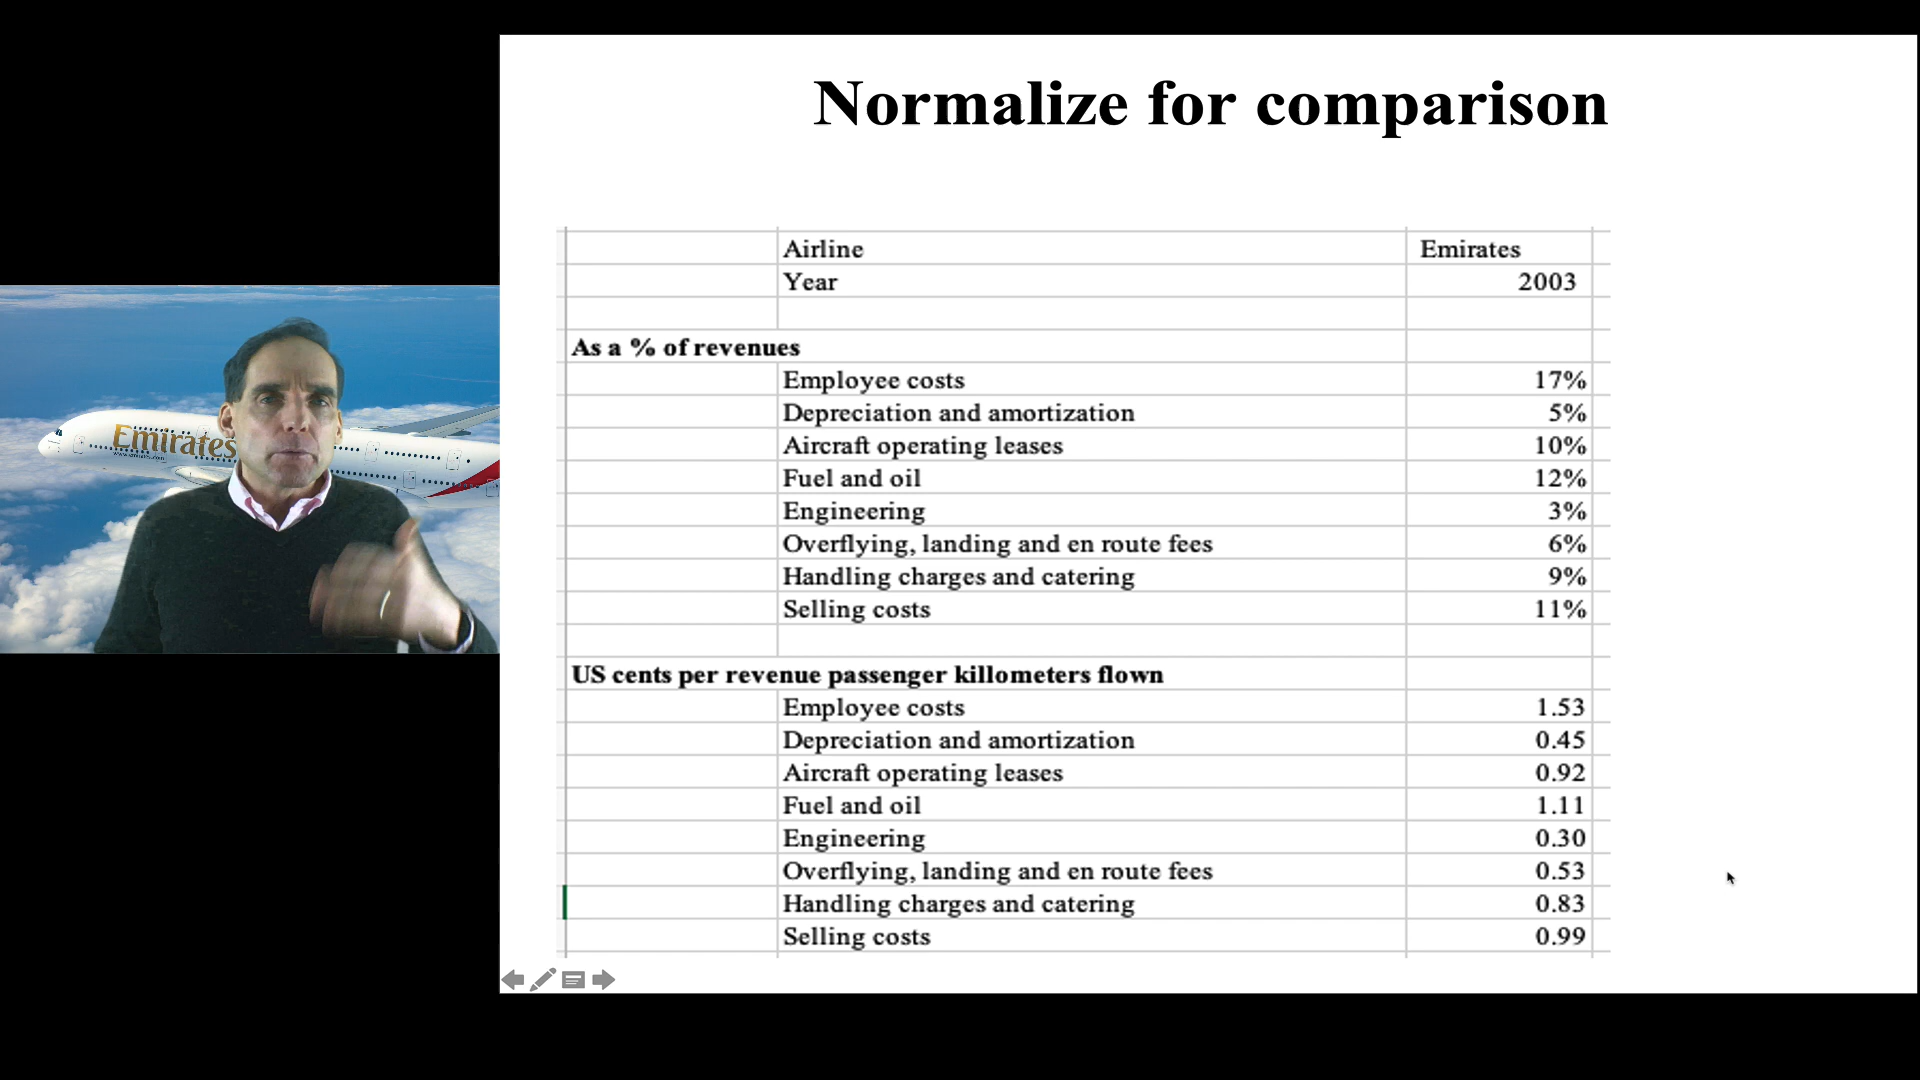 Normalize for comparison
Airline Emirates
Year 2003
As a % of revenues
Employee costs 17%
Depreciation and amortization 5%
Aircraft operating leases 10%
Fuel and oil 12%
Engineering 3%
Overflying, landing and en route fees 6%
Handling charges and catering 9%
Selling costs 11%
US cents per revenue passenger killometers flown
Employee costs 1.53
Depreciation and amortization 0.45
Aircraft operating leases 0.92
Fuel and oil 1.11
Engineering 0.30
Overflying, landing and en route fees 0.53
Handling charges and catering 0.83
Selling costs 0.99
Emirates